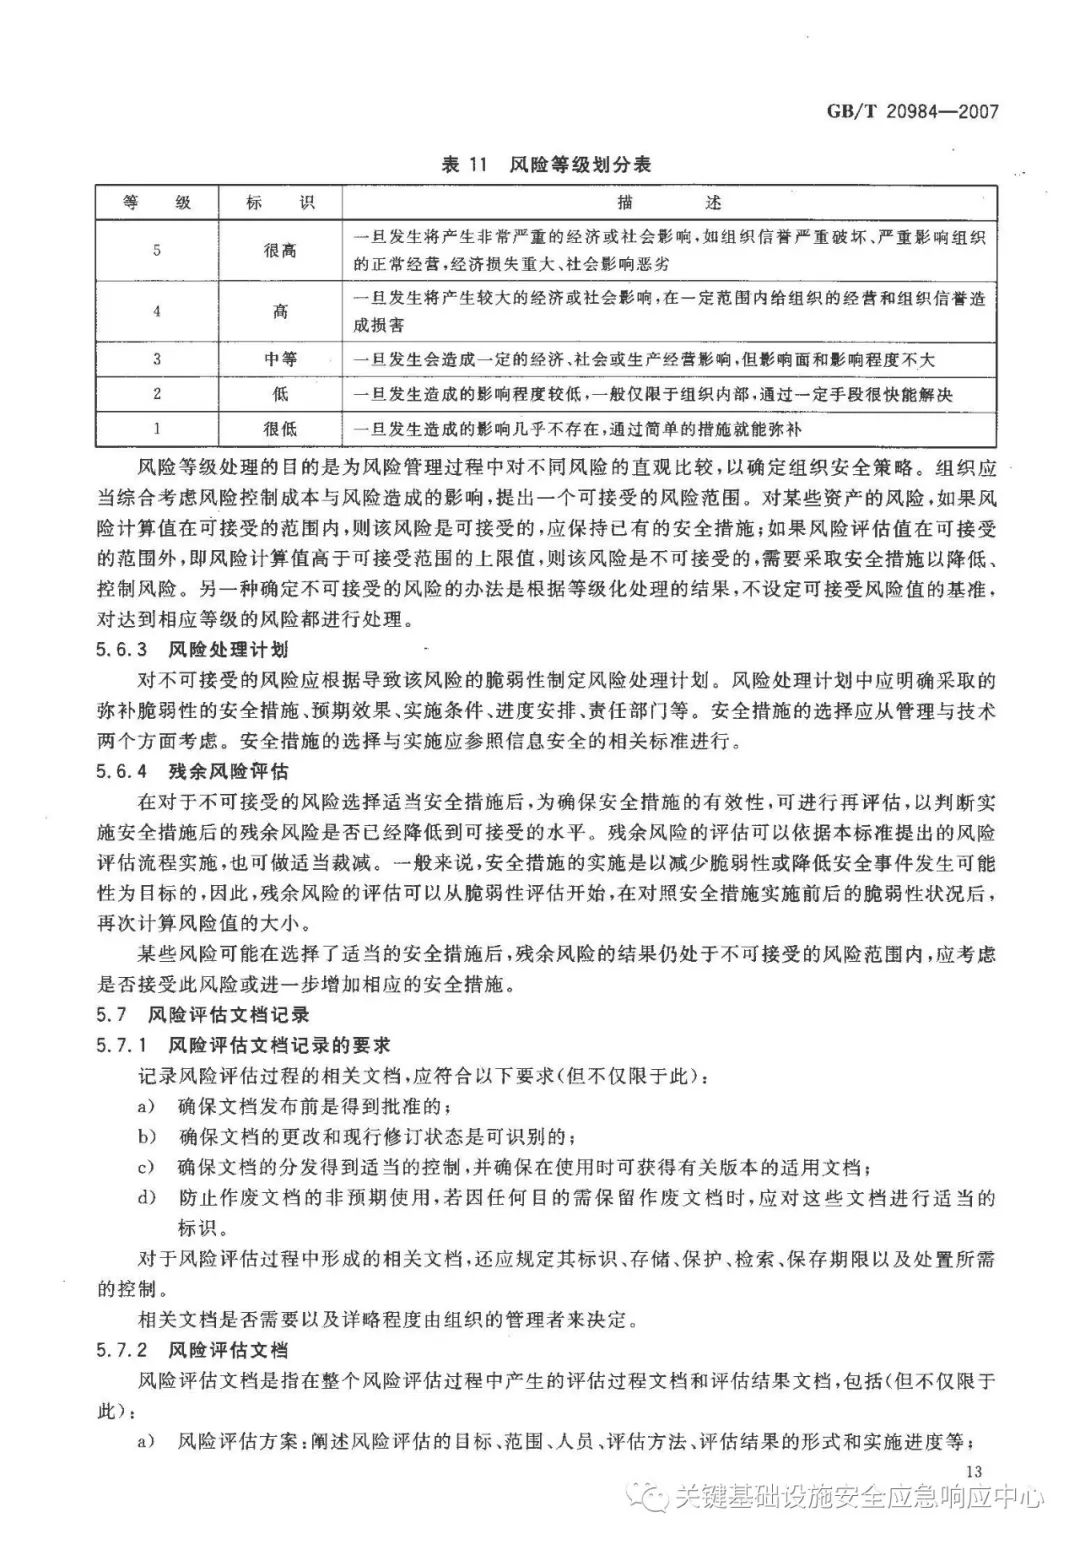 GB/T 20984—2007
表 11 风险等级划分表
等 级 标 识 描 述
5 很高 一旦发生将产生非常严重的经济或社会影响,如组织信誉严重破坏、严重影响组织
的正常经营,经济损失重大、社会影响恶劣
4 高 一旦发生将产生较大的经济或社会影响,在一定范围内给组织的经营和组织信誉造
成损害
3 中等 一旦发生会造成一定的经济、社会或生产经营影响,但影响面和影响程度不大
2 低 一旦发生造成的影响程度较低,一般仅限于组织内部,通过一定手段很快能解决
1 很低 一旦发生造成的影响几乎不存在,通过简单的措施就能弥补
风险等级处理的目的是为风险管理过程中对不同风险的直观比较,以确定组织安全策略。组织应
当综合考虑风险控制成本与风险造成的影响,提出一个可接受的风险范围。对某些资产的风险,如果风
险计算值在可接受的范围内,则该风险是可接受的,应保持已有的安全措施;如果风险评估值在可接受
的范围外,即风险计算值高于可接受范围的上限值,则该风险是不可接受的,需要采取安全措施以降低、
控制风险。另一种确定不可接受的风险的办法是根据等级化处理的结果,不设定可接受风险值的基准,
对达到相应等级的风险都进行处理。
5.6.3 风险处理计划
对不可接受的风险应根据导致该风险的脆弱性制定风险处理计划。风险处理计划中应明确采取的
弥补脆弱性的安全措施、预期效果、实施条件、进度安排、责任部门等。安全措施的选择应从管理与技术
两个方面考虑。安全措施的选择与实施应参照信息安全的相关标准进行。
5.6.4 残余风险评估
在对于不可接受的风险选择适当安全措施后,为确保安全措施的有效性,可进行再评估,以判断实
施安全措施后的残余风险是否已经降低到可接受的水平。残余风险的评估可以依据本标准提出的风险
评估流程实施,也可做适当裁减。一般来说,安全措施的实施是以减少脆弱性或降低安全事件发生可能
性为目标的,因此,残余风险的评估可以从脆弱性评估开始,在对照安全措施实施前后的脆弱性状况后,
再次计算风险值的大小。
某些风险可能在选择了适当的安全措施后,残余风险的结果仍处于不可接受的风险范围内,应考虑
是否接受此风险或进一步增加相应的安全措施。
5.7 风险评估文档记录
5.7.1 风险评估文档记录的要求
记录风险评估过程的相关文档,应符合以下要求(但不仅限于此):
a) 确保文档发布前是得到批准的;
b) 确保文档的更改和现行修订状态是可识别的;
c) 确保文档的分发得到适当的控制,并确保在使用时可获得有关版本的适用文档;
d) 防止作废文档的非预期使用,若因任何目的需保留作废文档时,应对这些文档进行适当的
标识。
对于风险评估过程中形成的相关文档,还应规定其标识、存储、保护、检索、保存期限以及处置所需
的控制。
相关文档是否需要以及详略程度由组织的管理者来决定。
5.7.2 风险评估文档
风险评估文档是指在整个风险评估过程中产生的评估过程文档和评估结果文档,包括(但不仅限于
此):
a) 风险评估方案:阐述风险评估的目标、范围、人员、评估方法、评估结果的形式和实施进度等;
13
关键基础设施安全应急响应中心